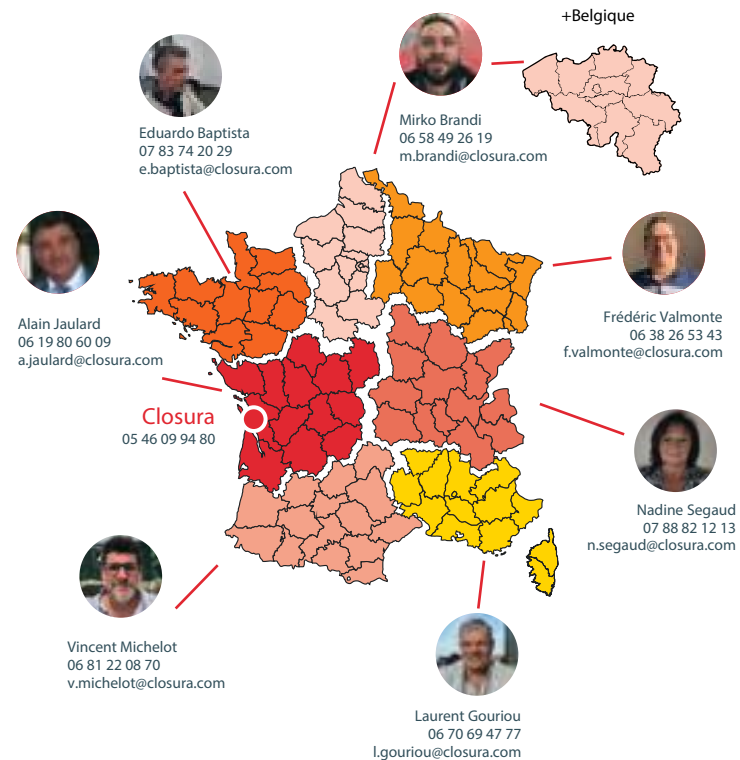 +Belgique
Mirko Brandi
06 58 49 26 19
m.brandi@closura.com
Eduardo Baptista
07 83 74 20 29
e.baptista@closura.com
Frédéric Valmonte
06 38 26 53 43
f.valmonte@closura.com
Alain Jaulard
06 19 80 60 09
a.jaulard@closura.com
Closura
05 46 09 94 80
Nadine Segaud
07 88 82 12 13
n.segaud@closura.com
Vincent Michelot
06 81 22 08 70
v.michelot@closura.com
Laurent Gouriou
06 70 69 47 77
l.gouriou@closura.com